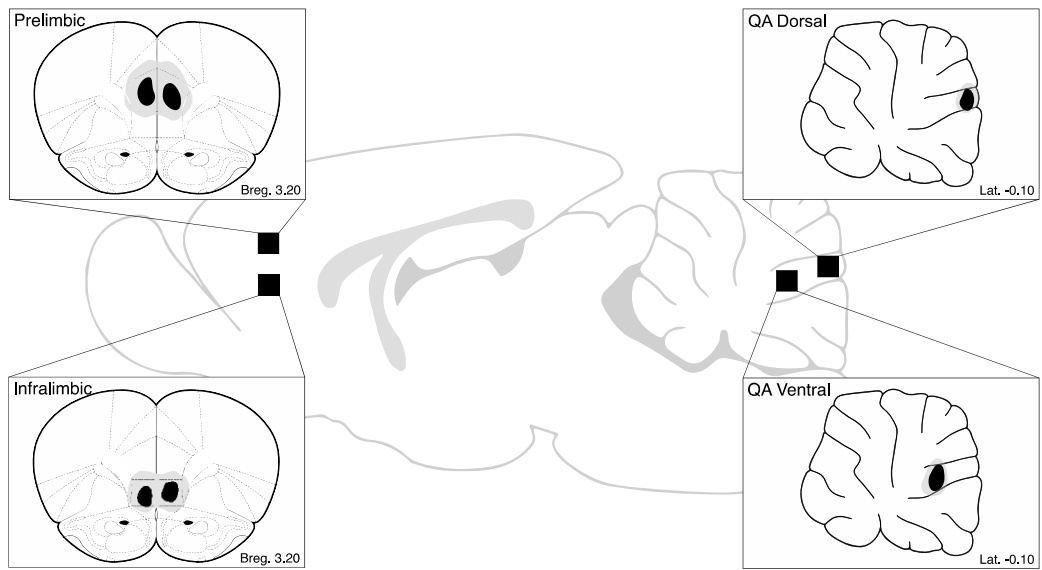 Prelimbic
Breg. 3.20
QA Dorsal
Lat. -0.10
Infralimbic
Breg. 3.20
QA Ventral
Lat. -0.10